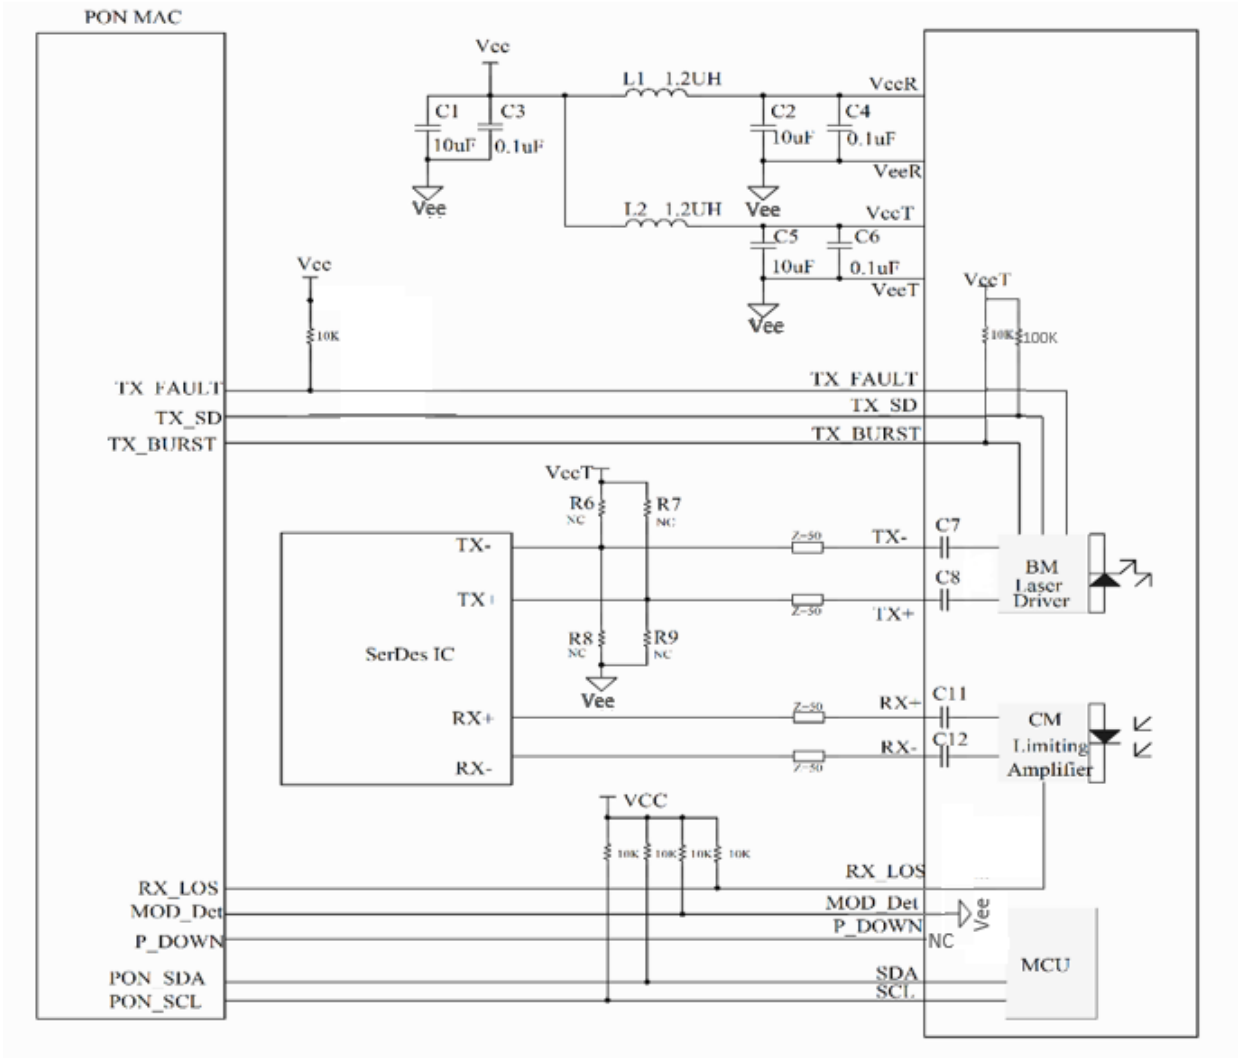 PON MAC
Vcc
L1 1.2UH
VccR
C1
C3
C2
C4
10uF
0.1uF
10uF
0.1uF
VeeR
Vee
Vee
L2 1.2UH
VccT
C5
C6
10uF
0.1uF
VeeT
Vee
Vcc
VccT
10K
10K
100K
TX_FAULT
TX_FAULT
TX_SD
TX_SD
TX_BURST
TX_BURST
VccT
R6
NC
R7
NC
TX-
Z=50
TX-
C7
BM
Laser
Driver
TX+
Z=50
TX+
C8
R8
NC
R9
NC
SerDes IC
Vee
RX+
Z=50
RX+
C11
CM
Limiting
Amplifier
RX-
Z=50
RX-
C12
VCC
10K
10K
10K
10K
RX_LOS
RX_LOS
MOD_Det
MOD_Det
Vee
P_DOWN
P_DOWN
NC
MCU
PON_SDA
SDA
PON_SCL
SCL